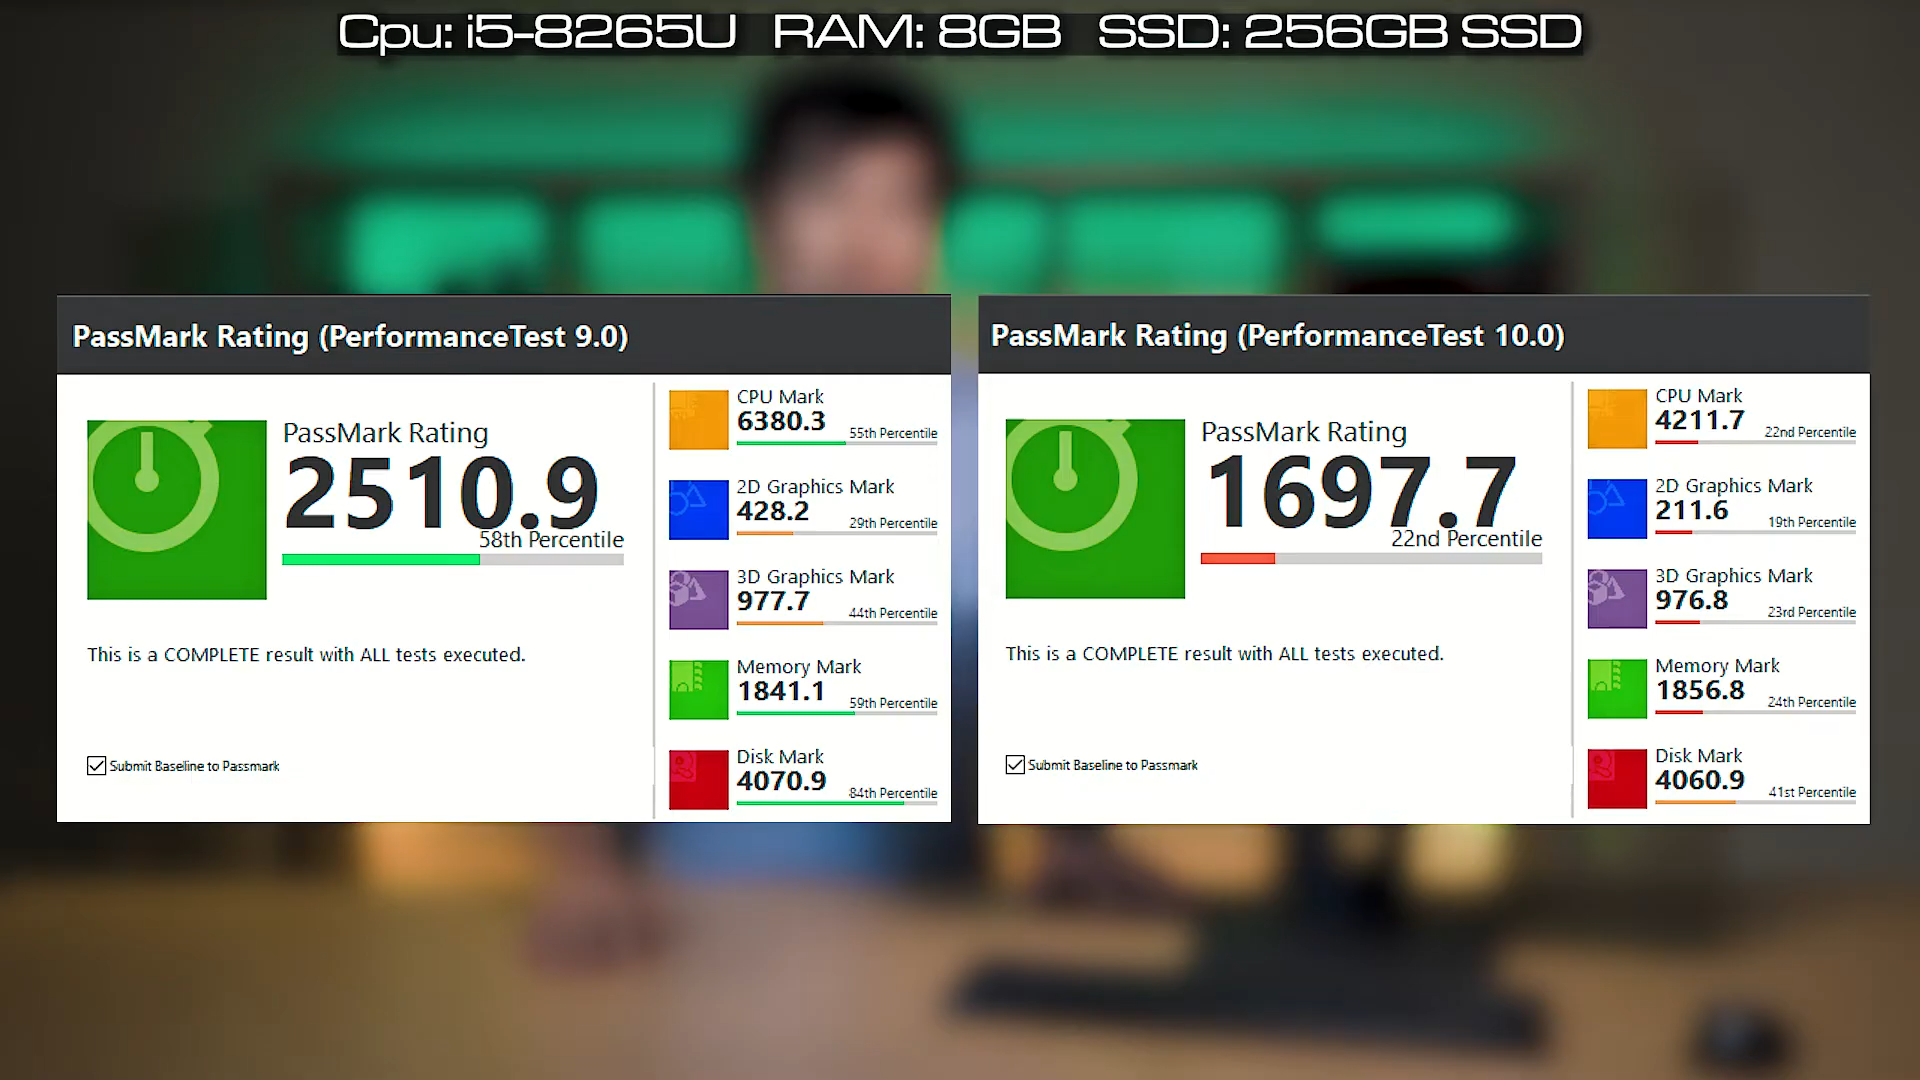 Cpu: i5-8265U RAM: 8GB SSD: 256GB SSD
PassMark Rating (PerformanceTest 9.0)
PassMark Rating
2510.9
58th Percentile
This is a COMPLETE result with ALL tests executed.
Submit Baseline to Passmark
CPU Mark
6380.3
55th Percentile
2D Graphics Mark
428.2
29th Percentile
3D Graphics Mark
977.7
44th Percentile
Memory Mark
1841.1
59th Percentile
Disk Mark
4070.9
84th Percentile
PassMark Rating (PerformanceTest 10.0)
PassMark Rating
1697.7
22nd Percentile
This is a COMPLETE result with ALL tests executed.
Submit Baseline to Passmark
CPU Mark
4211.7
22nd Percentile
2D Graphics Mark
211.6
19th Percentile
3D Graphics Mark
976.8
23rd Percentile
Memory Mark
1856.8
24th Percentile
Disk Mark
4060.9
41st Percentile